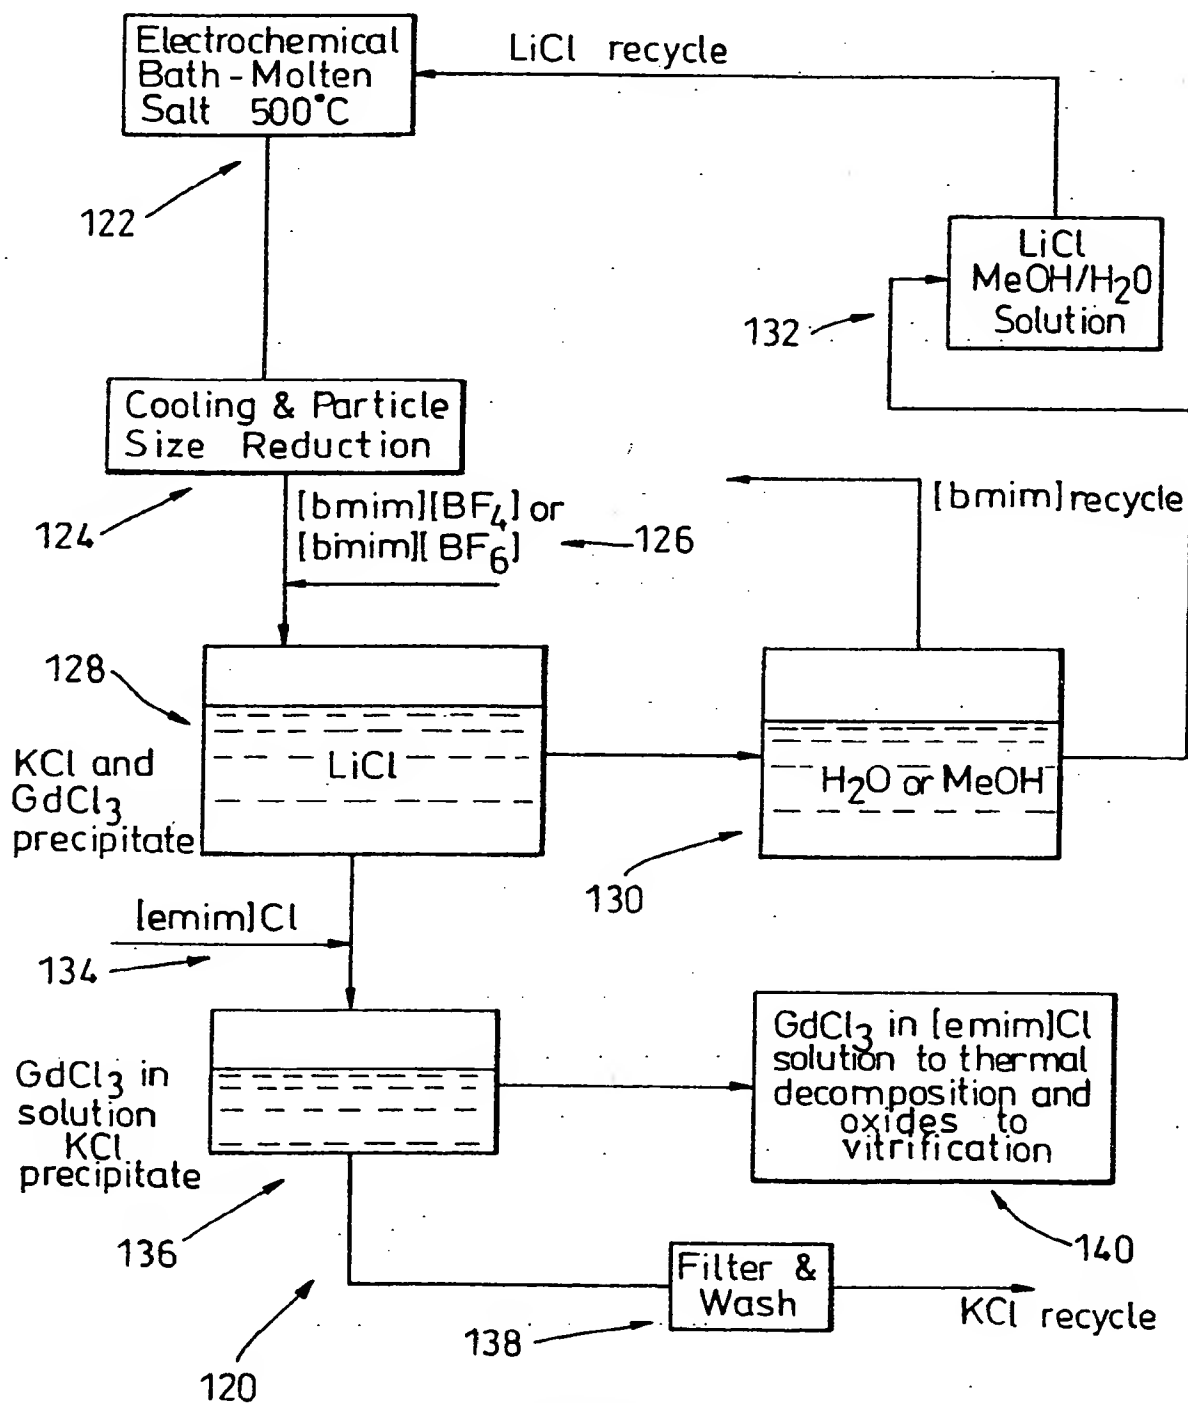 Electrochemical
Bath-Molten
Salt 500°C
LiCl recycle
122
LiCl
MeOH/H2O
Solution
132
Cooling & Particle
Size Reduction
124
[bmim][BF4] or
[bmim][BF6]
126
[bmim] recycle
128
KCl and
GdCl3
precipitate
LiCl
H2O or MeOH
130
[emim]Cl
134
GdCl3 in
solution
KCl
precipitate
136
GdCl3 in [emim]Cl
solution to thermal
decomposition and
oxides to
vitrification
140
Filter &
Wash
138
KCl recycle
120